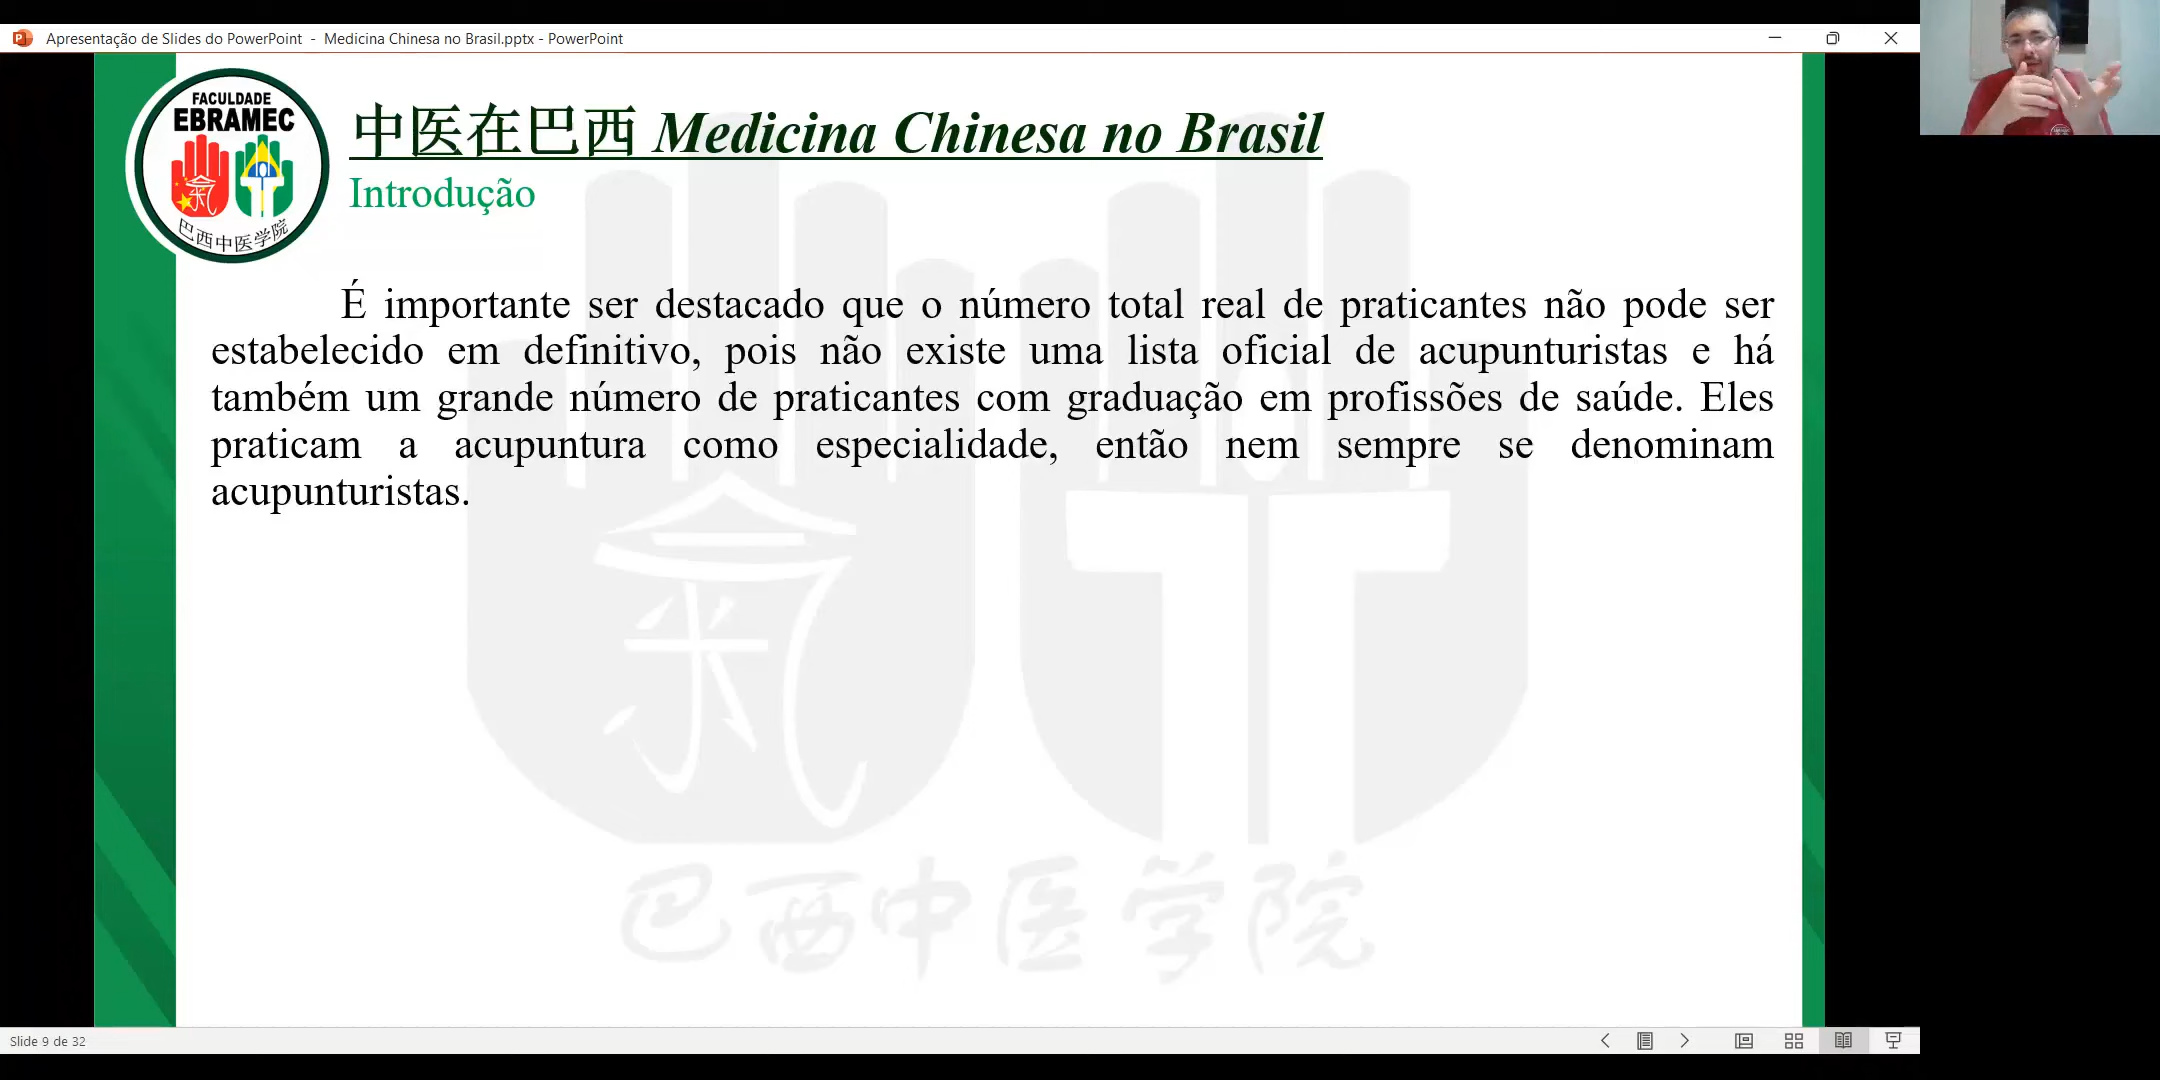 Apresentação de Slides do PowerPoint - Medicina Chinesa no Brasil.pptx - PowerPoint
FACULDADE
EBRAMEC
氣
巴西中医学院
中医在巴西 Medicina Chinesa no Brasil
Introdução
É importante ser destacado que o número total real de praticantes não pode ser
estabelecido em definitivo, pois não existe uma lista oficial de acupunturistas e há
também um grande número de praticantes com graduação em profissões de saúde. Eles
praticam a acupuntura como especialidade, então nem sempre se denominam
acupunturistas.
氣
巴西中医学院
Slide 9 de 32